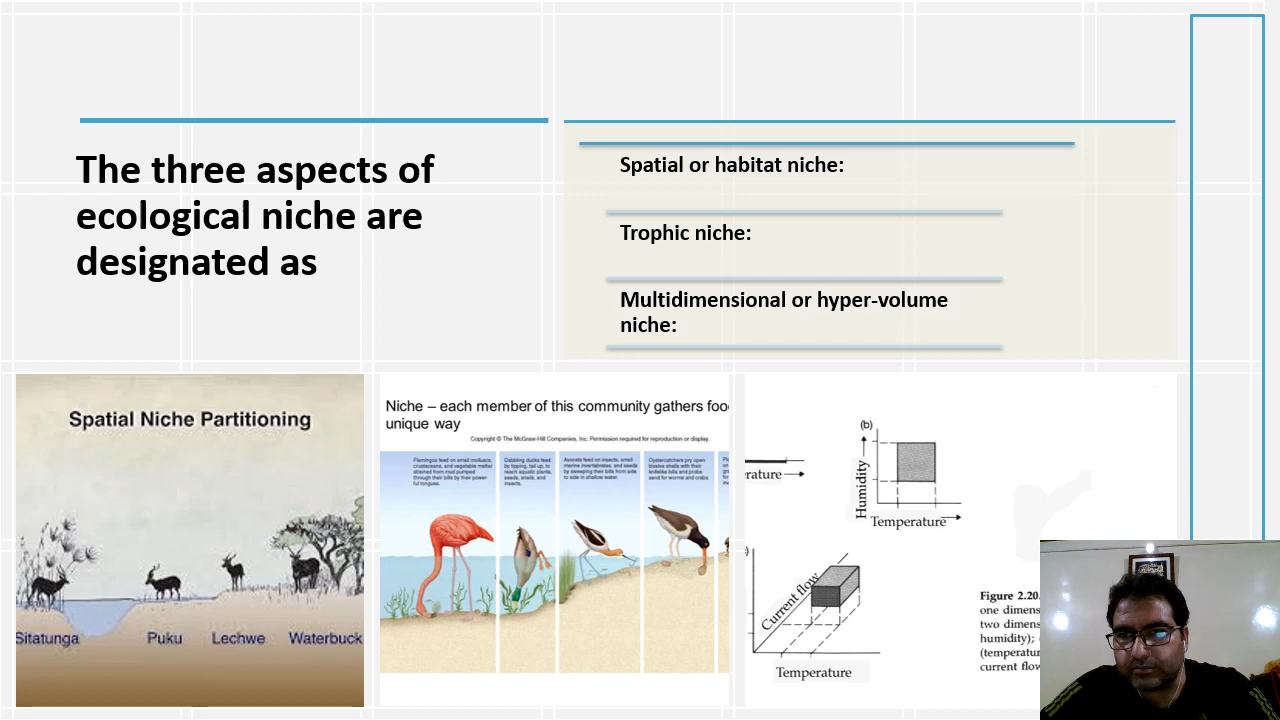 The three aspects of
ecological niche are
designated as
Spatial or habitat niche:
Trophic niche:
Multidimensional or hyper-volume
niche:
Spatial Niche Partitioning
Sitatunga
Puku
Lechwe
Waterbuck
Niche – each member of this community gathers foo
unique way
Copyright © The McGraw-Hill Companies, Inc. Permission required for reproduction or display.
Flamingos feed on small molluscs,
crustaceans, and vegetable matter
strained from mud pumped
through their bills by their power-
ful tongues.
Dabbling ducks feed
by tipping, tail up, to
reach aquatic plants,
seeds, snails, and
insects.
Avocets feed on insects, small
marine invertebrates, and seeds
by sweeping their bills from side
to side in shallow water.
Oystercatchers pry open
bivalve shells with their
knifelike bills and probe
sand for worms and crabs.
erature
(b)
Humidity
Temperature
Current flow
Temperature
Figure 2.20.
one dimens
two dimens
humidity);
(temperatur
current flow